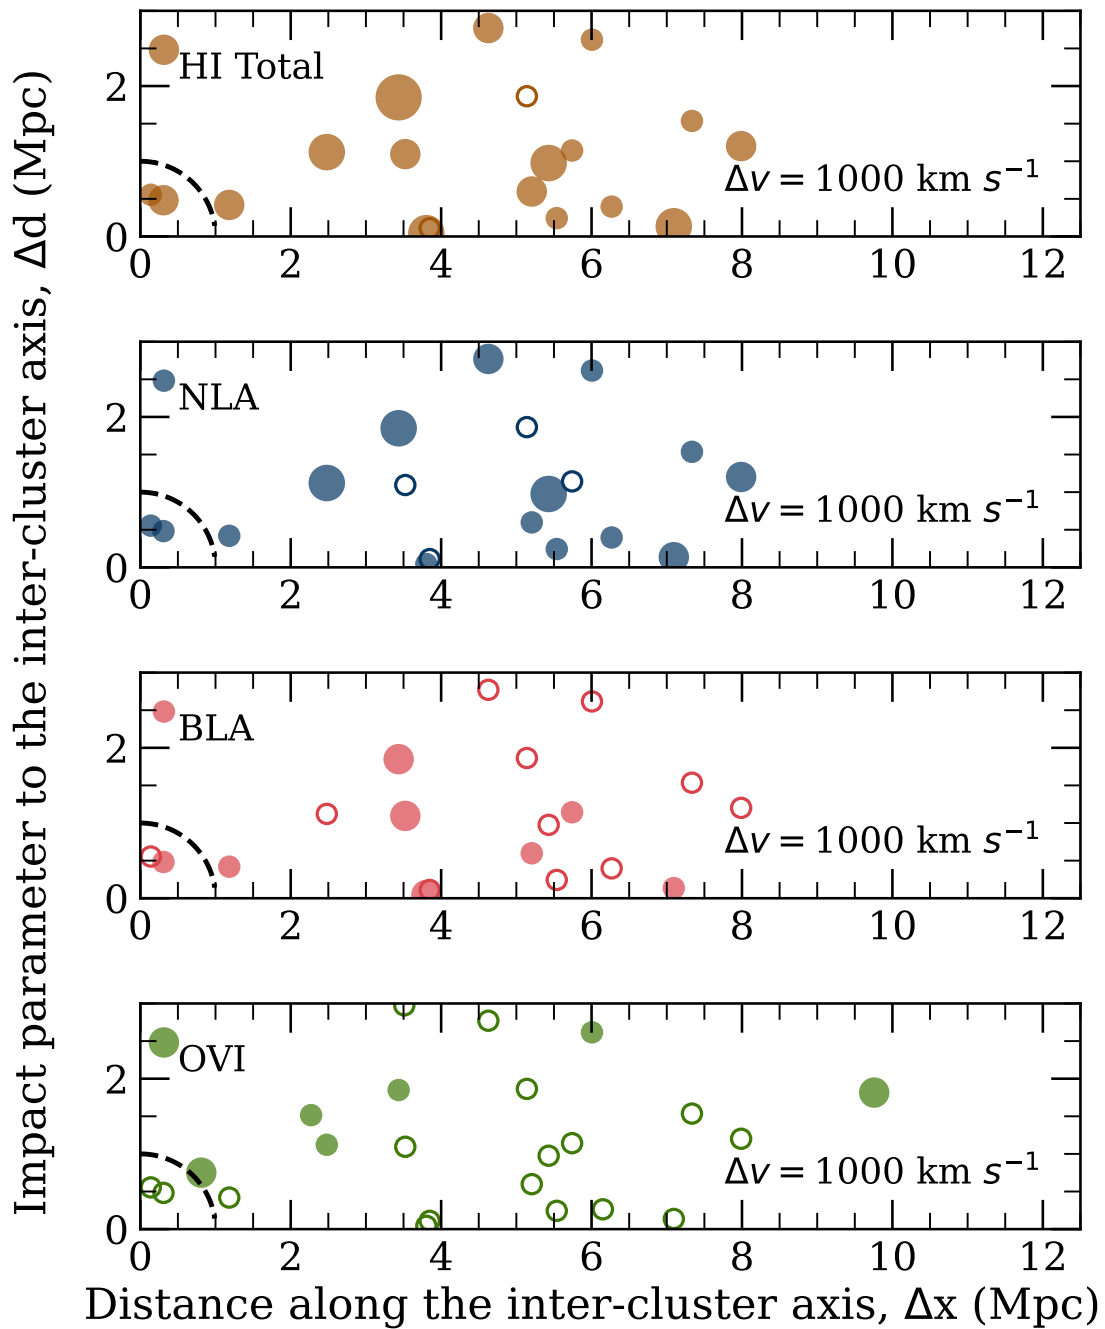 Impact parameter to the inter-cluster axis, Δd (Mpc)
HI Total
2
Δv = 1000 km s⁻¹
0
0 2 4 6 8 10 12
NLA
2
Δv = 1000 km s⁻¹
0
0 2 4 6 8 10 12
BLA
2
Δv = 1000 km s⁻¹
0
0 2 4 6 8 10 12
OVI
2
Δv = 1000 km s⁻¹
0
0 2 4 6 8 10 12
Distance along the inter-cluster axis, Δx (Mpc)